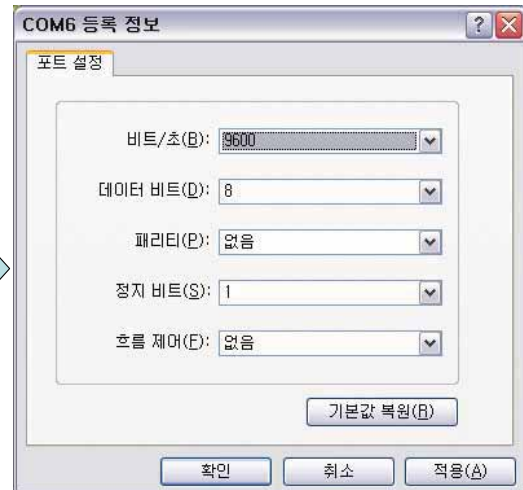 COM6 등록 정보
포트 설정
비트/초(B): 9600
데이터 비트(D): 8
패리티(P): 없음
정지 비트(S): 1
흐름 제어(F): 없음
기본값 복원(R)
확인 취소 적용(A)